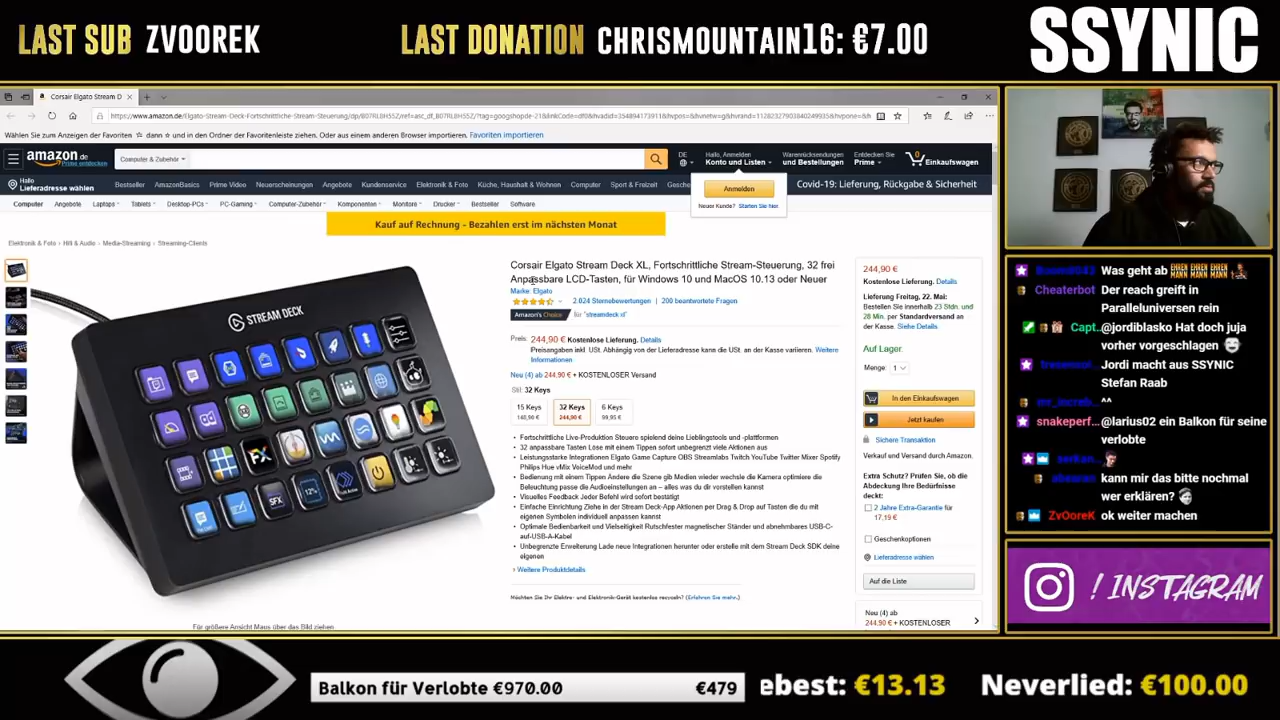 LAST SUB ZVOOREK
LAST DONATION CHRISMOUNTAIN16: €7.00
SSYNIC
Corsair Elgato Stream D
Wählen Sie zum Anzeigen der Favoriten ☆ dann ☆ und in den Ordner der Favoritenleiste ziehen. Oder aus einem anderen Browser importieren. Favoriten importieren
amazon.de
Prime entdecken
Computer & Zubehör
DE
Hallo, Anmelden
Konto und Listen
Warenrücksendungen
und Bestellungen
Entdecken Sie
Prime
0
Einkaufswagen
Hallo
Lieferadresse wählen
Bestseller AmazonBasics Prime Video Neuerscheinungen Angebote Kundenservice Elektronik & Foto Küche, Haushalt & Wohnen Computer Sport & Freizeit
Covid-19: Lieferung, Rückgabe & Sicherheit
Anmelden
Neuer Kunde? Starten Sie hier.
Computer Angebote Laptops Tablets Desktop-PCs PC-Gaming Computer-Zubehör Komponenten Monitore Drucker Bestseller Software
Kauf auf Rechnung - Bezahlen erst im nächsten Monat
Elektronik & Foto › Hifi & Audio › Media-Streaming › Streaming-Clients
STREAM DECK
SFX
Für größere Ansicht Maus über das Bild ziehen
Corsair Elgato Stream Deck XL, Fortschrittliche Stream-Steuerung, 32 frei
Anpassbare LCD-Tasten, für Windows 10 und MacOS 10.13 oder Neuer
Marke: Elgato
2.024 Sternebewertungen | 200 beantwortete Fragen
Amazon's Choice für "streamdeck xl"
Preis: 244,90 € Kostenlose Lieferung. Details
Preisangaben inkl. USt. Abhängig von der Lieferadresse kann die USt. an der Kasse variieren. Weitere
Informationen
Neu (4) ab 244,90 € + KOSTENLOSER Versand
Stil: 32 Keys
15 Keys
32 Keys
244,90 €
6 Keys
99,95 €
• Fortschrittliche Live-Produktion Steuere spielend deine Lieblingstools und -plattformen
• 32 anpassbare Tasten Löse mit einem Tippen sofort unbegrenzt viele Aktionen aus
• Leistungsstarke Integrationen Elgato Game Capture OBS Streamlabs Twitch YouTube Twitter Mixer Spotify
Philips Hue vMix VoiceMod und mehr
• Bedienung mit einem Tippen Andere die Szene gib Medien wieder wechsle die Kamera optimiere die
Beleuchtung passe die Audioeinstellungen an – alles was du dir vorstellen kannst
• Visuelles Feedback Jeder Befehl wird sofort bestätigt
• Einfache Einrichtung Ziehe in der Stream Deck-App Aktionen per Drag & Drop auf Tasten die du mit
eigenen Symbolen individuell anpassen kannst
• Optimale Bedienbarkeit und Vielseitigkeit Rutschfester magnetischer Ständer und abnehmbares USB-C-
auf-USB-A-Kabel
• Unbegrenzte Erweiterung Lade neue Integrationen herunter oder erstelle mit dem Stream Deck SDK deine
eigenen
› Weitere Produktdetails
Möchten Sie Ihr Elektro- und Elektronik-Gerät kostenlos recyceln? (Erfahren Sie mehr.)
244,90 €
Kostenlose Lieferung. Details
Lieferung Freitag, 22. Mai:
Bestellen Sie innerhalb 23 Stdn. und
28 Min. per Standardversand an
der Kasse. Siehe Details
Auf Lager.
Menge: 1
In den Einkaufswagen
Jetzt kaufen
Sichere Transaktion
Verkauf und Versand durch Amazon.
Extra Schutz? Prüfen Sie, ob die
Abdeckung Ihre Bedürfnisse
deckt:
2 Jahre Extra-Garantie für
17,19 €
Geschenkoptionen
Lieferadresse wählen
Auf die Liste
Neu (4) ab
244,90 € + KOSTENLOSER
Was geht ab EHREN MANN EHREN MANN EHREN MANN
Cheaterbot Der reach greift in
Paralleluniversen rein
Capt... @jordiblasko Hat doch juja
vorher vorgeschlagen
Jordi macht aus SSYNIC
Stefan Raab
mr_increb... ^^
snakeperf... @larius02 ein Balkon für seine
verlobte
kann mir das bitte nochmal
wer erklären?
ZvOoreK ok weiter machen
! INSTAGRAM
Balkon für Verlobte €970.00 €479
ebest: €13.13 Neverlied: €100.00